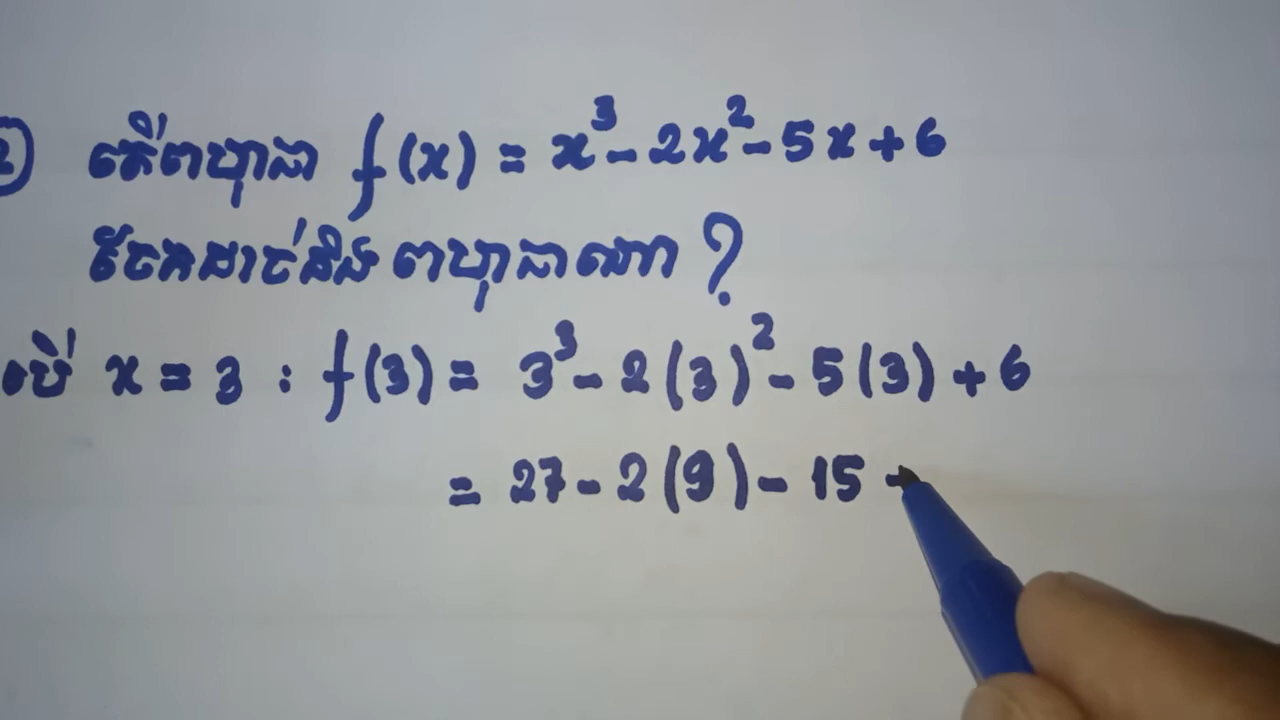 2) តើពហុធា f(x) = x³ - 2x² - 5x + 6
ចែកដាច់នឹង ពហុធាណា ?
បើ x = 3 : f(3) = 3³ - 2(3)² - 5(3) + 6
= 27 - 2(9) - 15 -